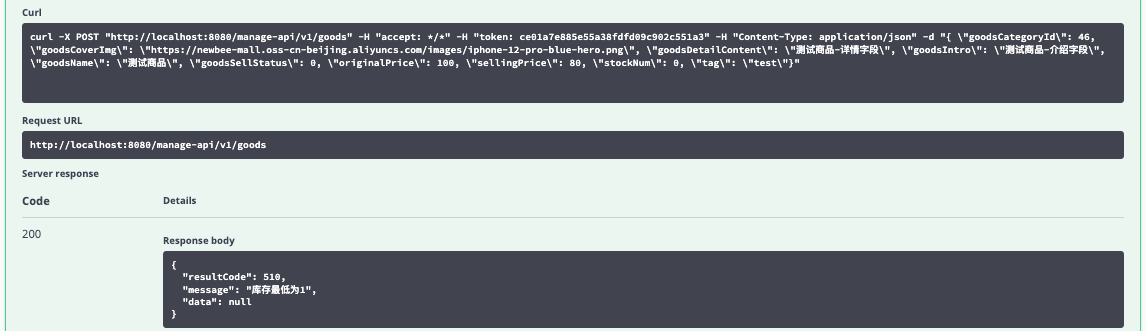 Curl
curl -X POST "http://localhost:8080/manage-api/v1/goods" -H "accept: */*" -H "token: ce01a7e885e55a38fdfd09c902c551a3" -H "Content-Type: application/json" -d "{ \"goodsCategoryId\": 46,
\"goodsCoverImg\": \"https://newbee-mall.oss-cn-beijing.aliyuncs.com/images/iphone-12-pro-blue-hero.png\", \"goodsDetailContent\": \"测试商品-详情字段\", \"goodsIntro\": \"测试商品-介绍字段\",
\"goodsName\": \"测试商品\", \"goodsSellStatus\": 0, \"originalPrice\": 100, \"sellingPrice\": 80, \"stockNum\": 0, \"tag\": \"test\"}"
Request URL
http://localhost:8080/manage-api/v1/goods
Server response
Code Details
200
Response body
{
"resultCode": 510,
"message": "库存最低为1",
"data": null
}